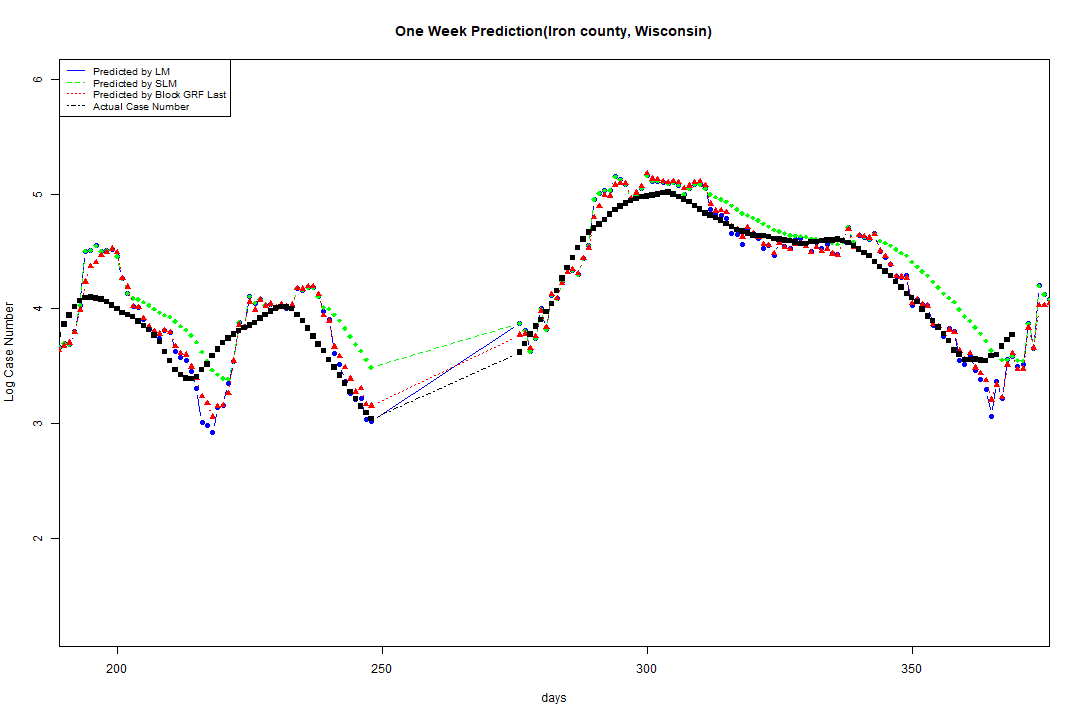 One Week Prediction(Iron county, Wisconsin)
Predicted by LM
Predicted by SLM
Predicted by Block GRF Last
Actual Case Number
6
5
4
3
2
Log Case Number
200
250
300
350
days